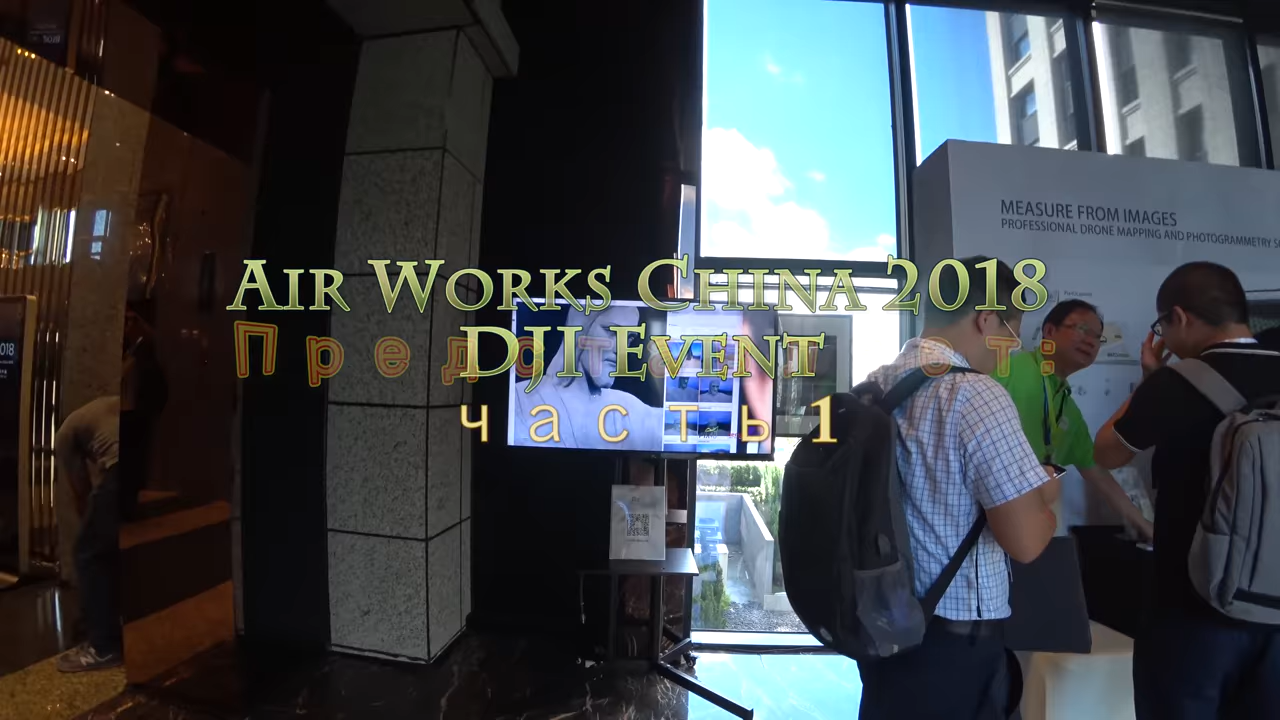 MEASURE FROM IMAGES
PROFESSIONAL DRONE MAPPING AND PHOTOGRAMMETRY
AIR WORKS CHINA 2018
DJI EVENT
часть 1